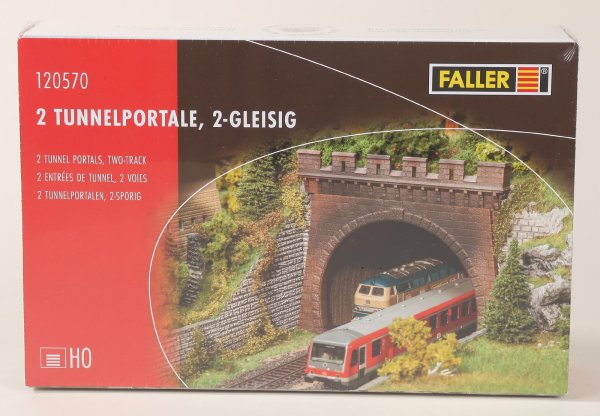 120570
FALLER
2 TUNNELPORTALE, 2-GLEISIG
2 TUNNEL PORTALS, TWO-TRACK
2 ENTRÉES DE TUNNEL, 2 VOIES
2 TUNNELPORTALEN, 2-SPORIG
HO